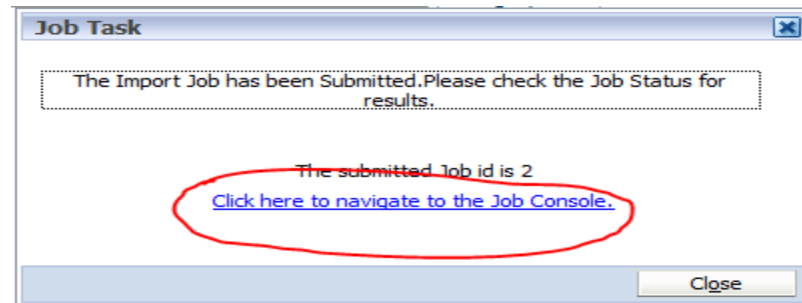 Job Task
The Import Job has been Submitted.Please check the Job Status for
results.
The submitted Job id is 2
Click here to navigate to the Job Console.
Close